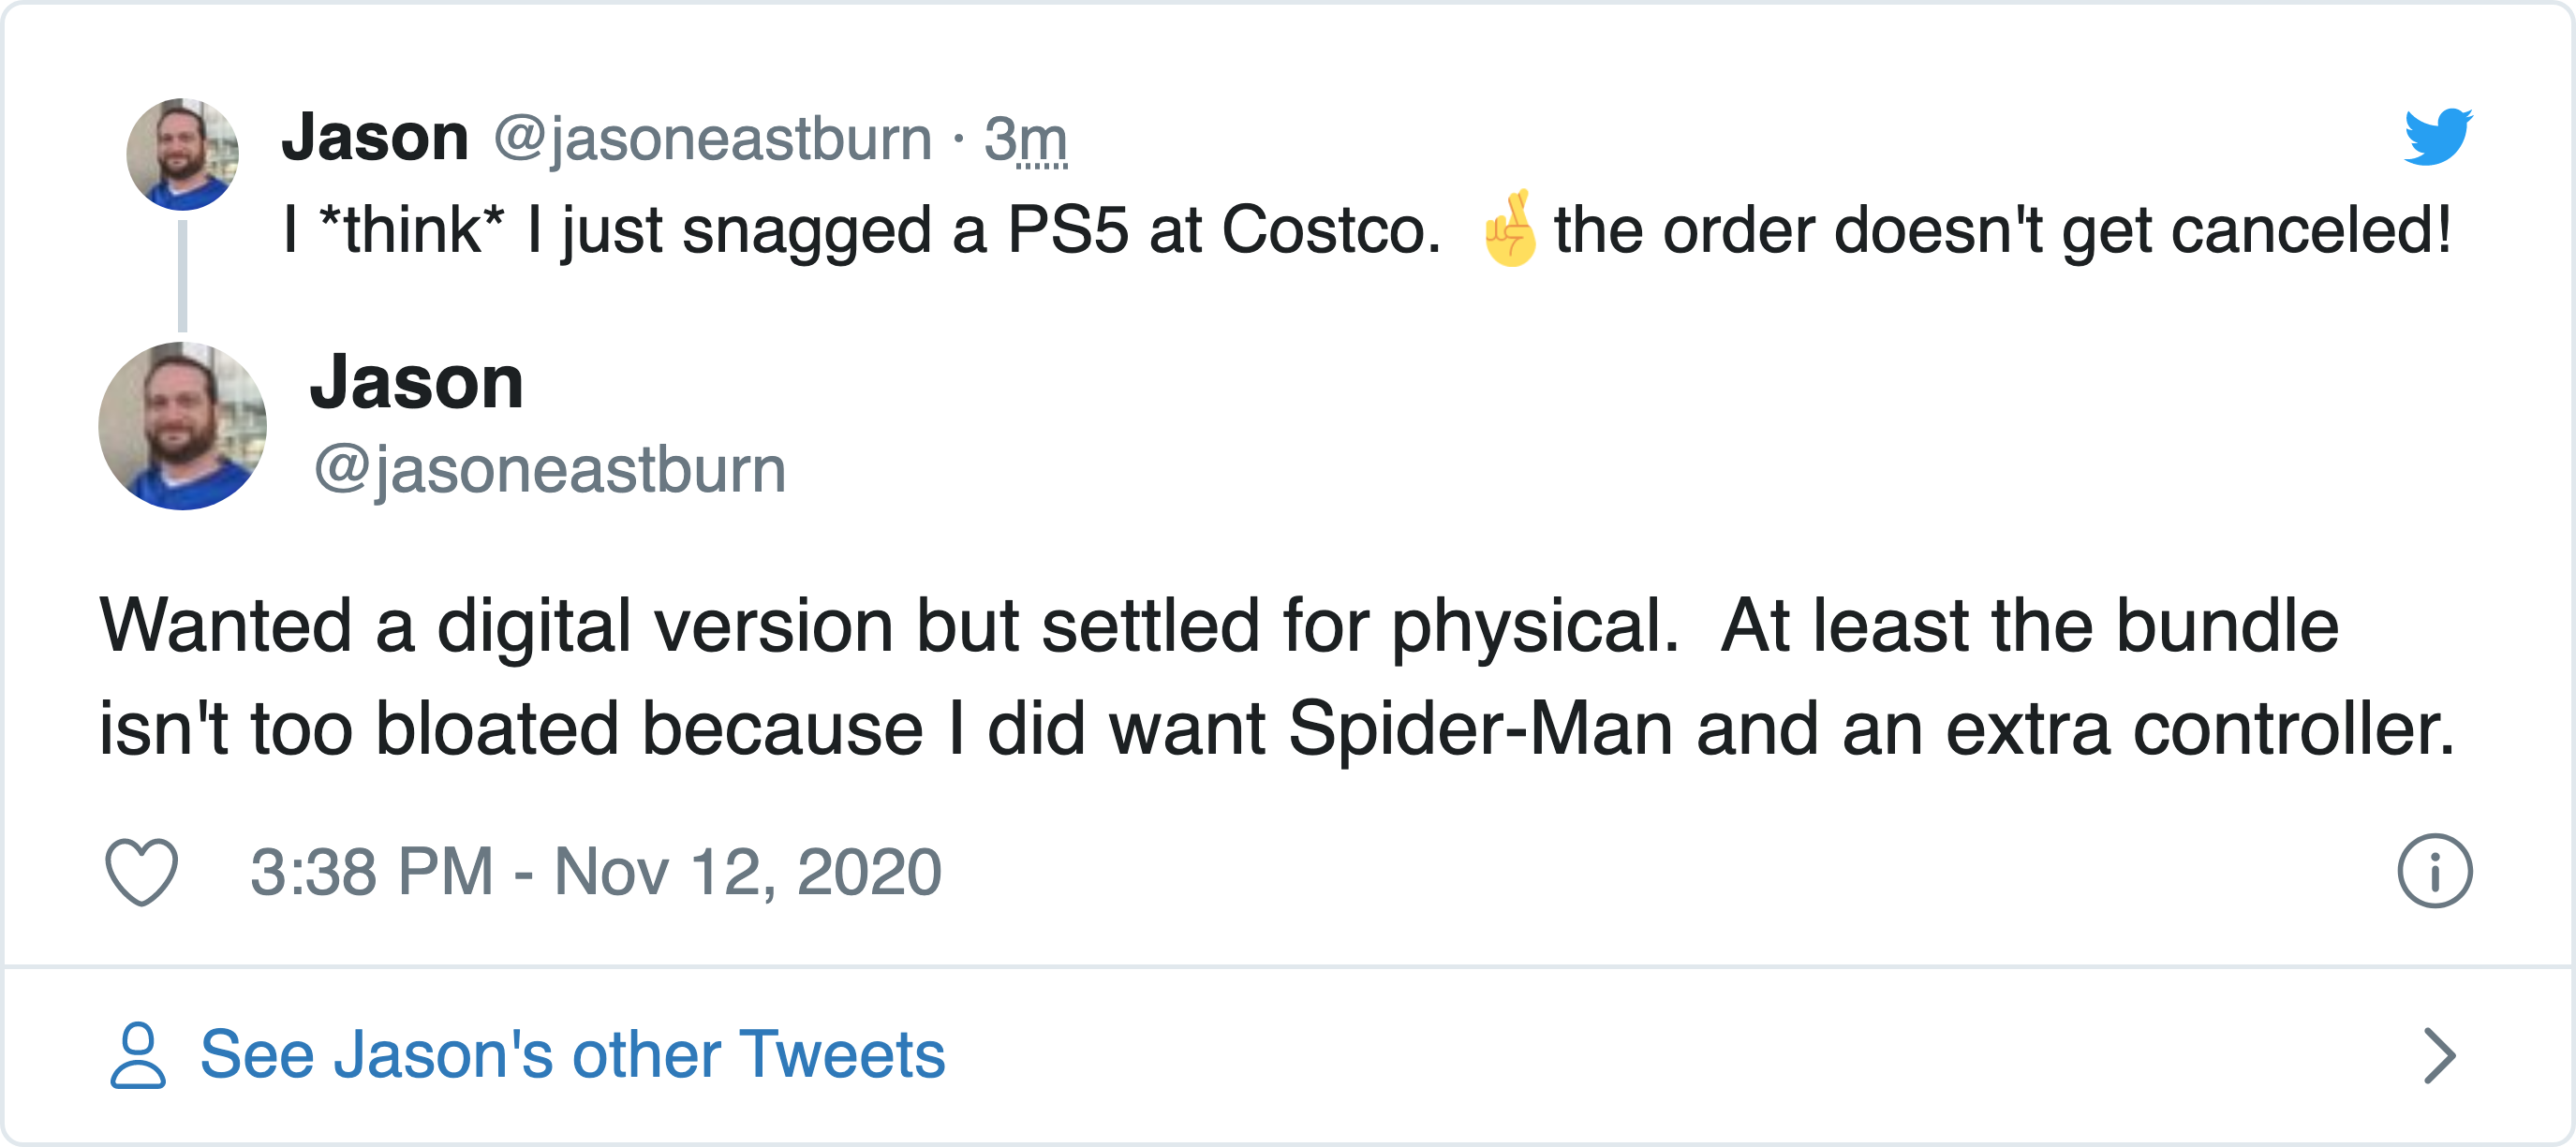 Jason @jasoneastburn · 3m
I *think* I just snagged a PS5 at Costco. 🤞the order doesn't get canceled!
Jason
@jasoneastburn
Wanted a digital version but settled for physical. At least the bundle
isn't too bloated because I did want Spider-Man and an extra controller.
3:38 PM - Nov 12, 2020
See Jason's other Tweets